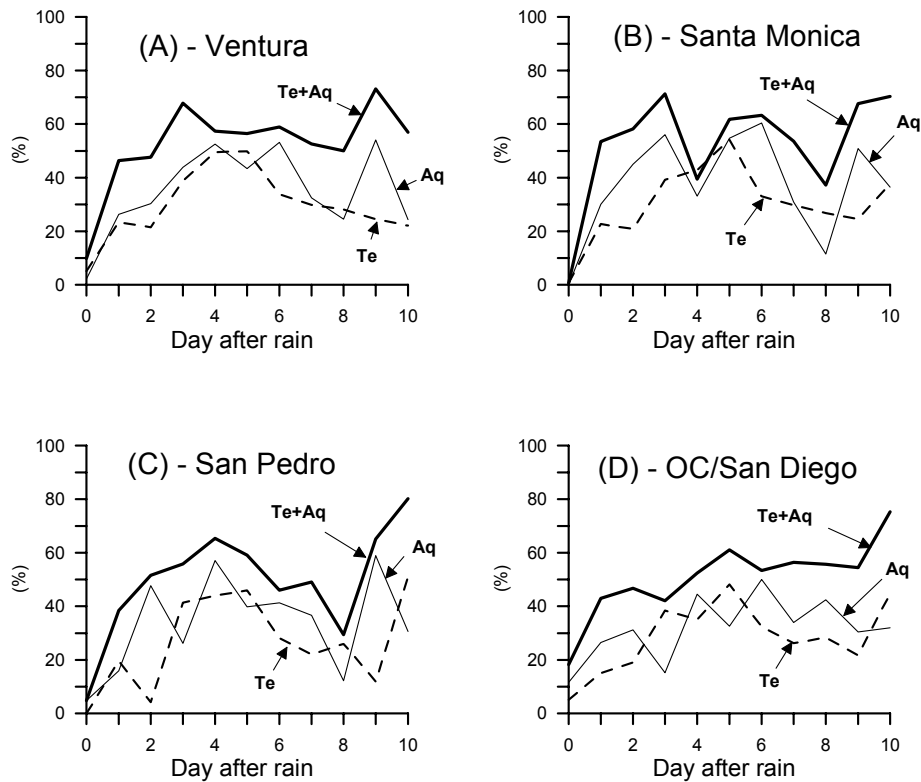 (A) - Ventura
100
80
60
40
20
0
(%)
Te+Aq
Aq
Te
0 2 4 6 8 10
Day after rain
(B) - Santa Monica
100
80
60
40
20
0
(%)
Te+Aq
Aq
Te
0 2 4 6 8 10
Day after rain
(C) - San Pedro
100
80
60
40
20
0
(%)
Te+Aq
Aq
Te
0 2 4 6 8 10
Day after rain
(D) - OC/San Diego
100
80
60
40
20
0
(%)
Te+Aq
Aq
Te
0 2 4 6 8 10
Day after rain